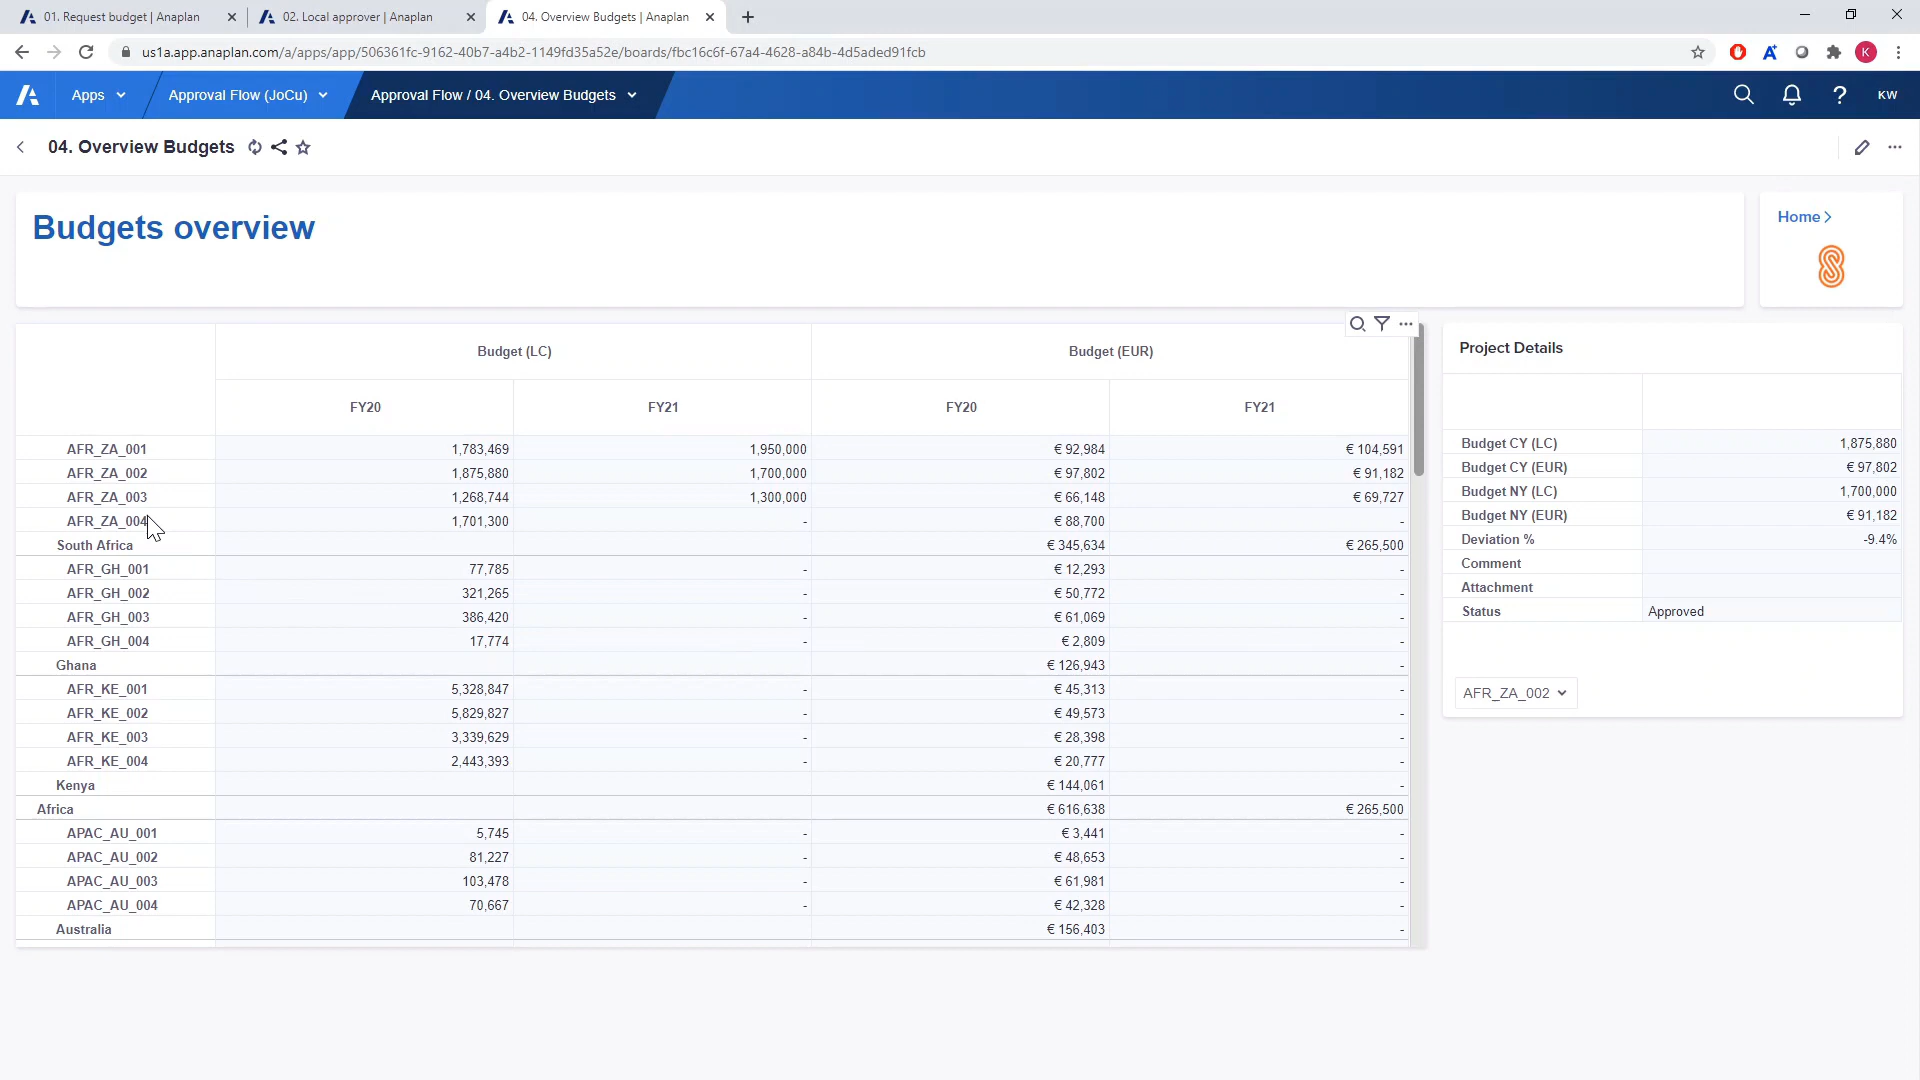 01. Request budget | Anaplan
02. Local approver | Anaplan
04. Overview Budgets | Anaplan
us1a.app.anaplan.com/a/apps/app/506361fc-9162-40b7-a4b2-1149fd35a52e/boards/fbc16c6f-67a4-4628-a84b-4d5aded91fcb
K
Apps
Approval Flow (JoCu)
Approval Flow / 04. Overview Budgets
KW
04. Overview Budgets
Budgets overview
Home
Budget (LC) Budget (EUR)
FY20 FY21 FY20 FY21
AFR_ZA_001 1,783,469 1,950,000 € 92,984 € 104,591
AFR_ZA_002 1,875,880 1,700,000 € 97,802 € 91,182
AFR_ZA_003 1,268,744 1,300,000 € 66,148 € 69,727
AFR_ZA_004 1,701,300 - € 88,700 -
South Africa € 345,634 € 265,500
AFR_GH_001 77,785 - € 12,293 -
AFR_GH_002 321,265 - € 50,772 -
AFR_GH_003 386,420 - € 61,069 -
AFR_GH_004 17,774 - € 2,809 -
Ghana € 126,943 -
AFR_KE_001 5,328,847 - € 45,313 -
AFR_KE_002 5,829,827 - € 49,573 -
AFR_KE_003 3,339,629 - € 28,398 -
AFR_KE_004 2,443,393 - € 20,777 -
Kenya € 144,061 -
Africa € 616,638 € 265,500
APAC_AU_001 5,745 - € 3,441 -
APAC_AU_002 81,227 - € 48,653 -
APAC_AU_003 103,478 - € 61,981 -
APAC_AU_004 70,667 - € 42,328 -
Australia € 156,403 -
Project Details
Budget CY (LC) 1,875,880
Budget CY (EUR) € 97,802
Budget NY (LC) 1,700,000
Budget NY (EUR) € 91,182
Deviation % -9.4%
Comment
Attachment
Status Approved
AFR_ZA_002